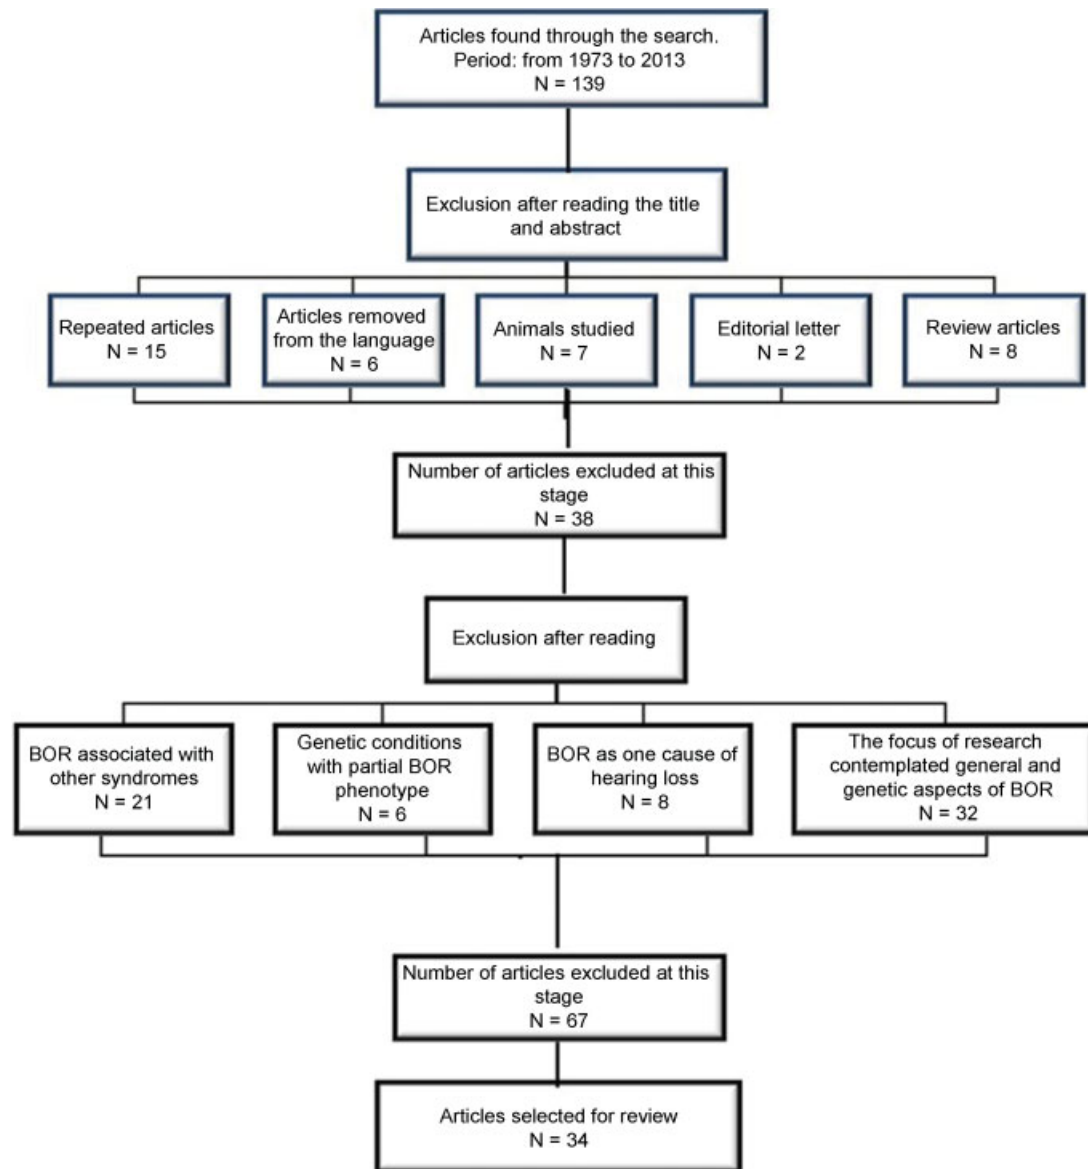 Articles found through the search.
Period: from 1973 to 2013
N = 139
Exclusion after reading the title
and abstract
Repeated articles
N = 15
Articles removed
from the language
N = 6
Animals studied
N = 7
Editorial letter
N = 2
Review articles
N = 8
Number of articles excluded at this
stage
N = 38
Exclusion after reading
BOR associated with
other syndromes
N = 21
Genetic conditions
with partial BOR
phenotype
N = 6
BOR as one cause of
hearing loss
N = 8
The focus of research
contemplated general and
genetic aspects of BOR
N = 32
Number of articles excluded at this
stage
N = 67
Articles selected for review
N = 34